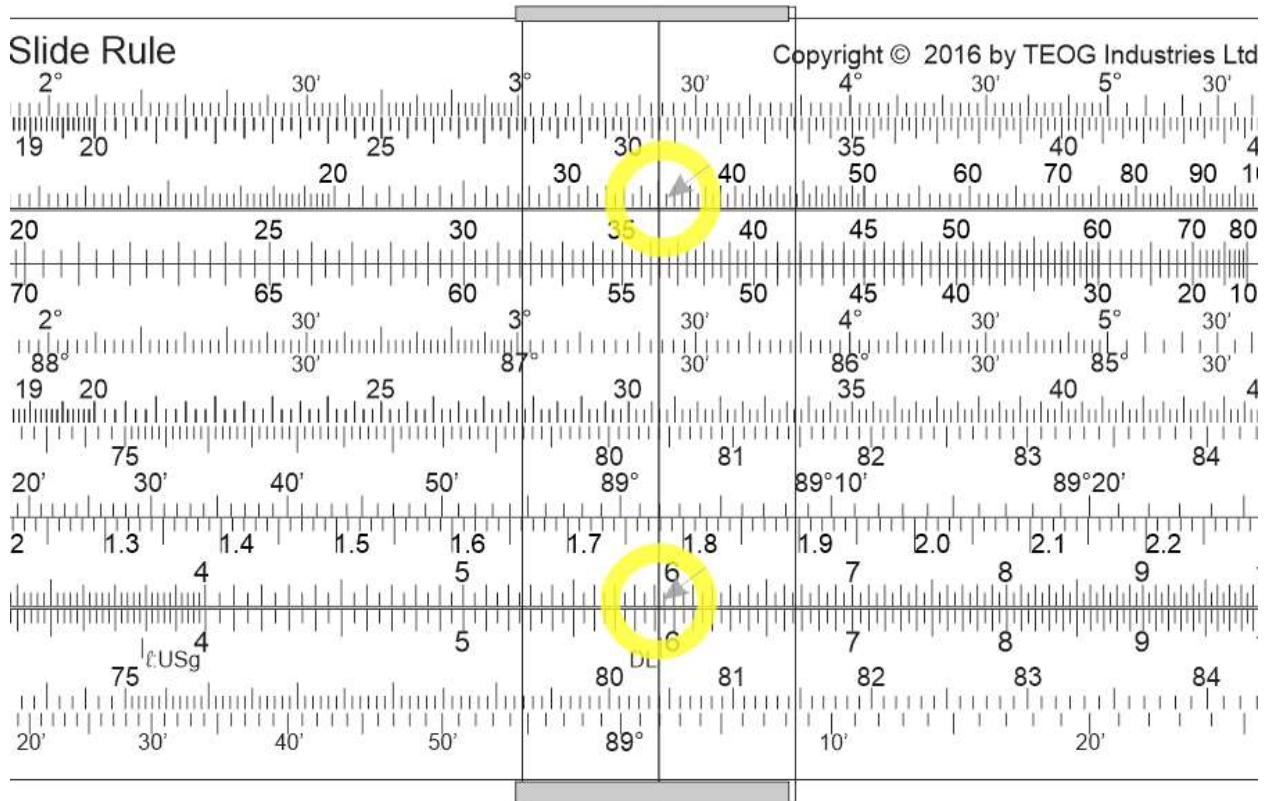 Slide Rule
Copyright © 2016 by TEOG Industries Ltd
2° 30' 3° 30' 4° 30' 5° 30'
19 20 25 30 35 40 4
20 30 40 50 60 70 80 90 10
20 25 30 35 40 45 50 60 70 80
70 65 60 55 50 45 40 30 20 10
2° 30' 3° 30' 4° 30' 5° 30'
88° 30' 87° 30' 86° 30' 85° 30'
19 20 25 30 35 40 4
75 80 81 82 83 84
20' 30' 40' 50' 89° 89°10' 89°20'
2 1.3 1.4 1.5 1.6 1.7 1.8 1.9 2.0 2.1 2.2
4 5 6 7 8 9
4 5 6 7 8 9
ℓ:USg DL
75 80 81 82 83 84
20' 30' 40' 50' 89° 10' 20'